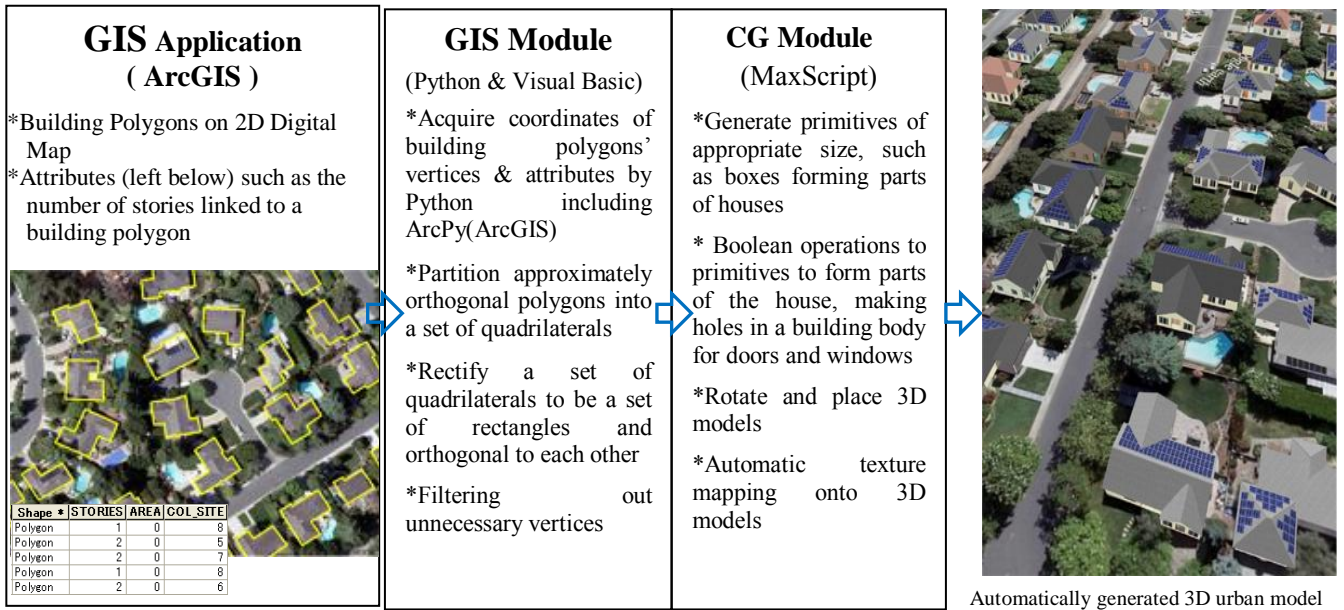 GIS Application
( ArcGIS )
*Building Polygons on 2D Digital
Map
*Attributes (left below) such as the
number of stories linked to a
building polygon
Shape * STORIES AREA COL_SITE
Polygon 1 0 8
Polygon 2 0 5
Polygon 2 0 7
Polygon 1 0 8
Polygon 2 0 6
GIS Module
(Python & Visual Basic)
*Acquire coordinates of
building polygons’
vertices & attributes by
Python including
ArcPy(ArcGIS)
*Partition approximately
orthogonal polygons into
a set of quadrilaterals
*Rectify a set of
quadrilaterals to be a set
of rectangles and
orthogonal to each other
*Filtering out
unnecessary vertices
CG Module
(MaxScript)
*Generate primitives of
appropriate size, such
as boxes forming parts
of houses
* Boolean operations to
primitives to form parts
of the house, making
holes in a building body
for doors and windows
*Rotate and place 3D
models
*Automatic texture
mapping onto 3D
models
Automatically generated 3D urban model